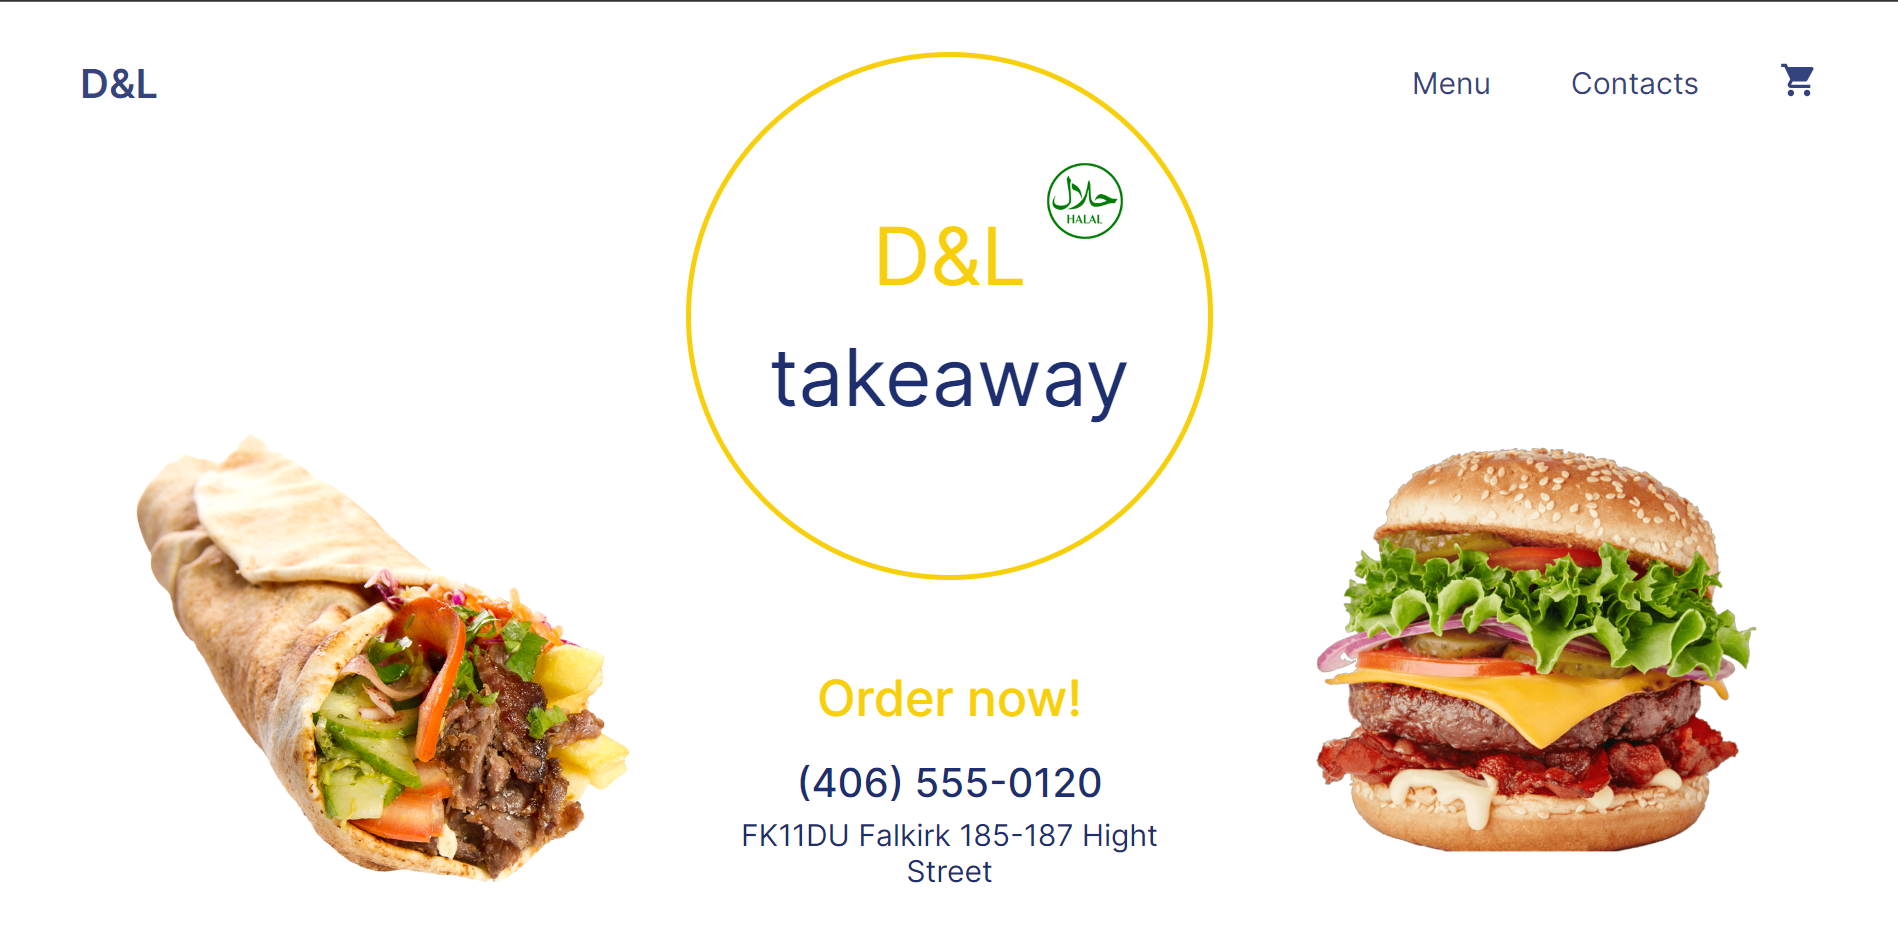 D&L
Menu
Contacts
حلال
HALAL
D&L
takeaway
Order now!
(406) 555-0120
FK11DU Falkirk 185-187 Hight
Street